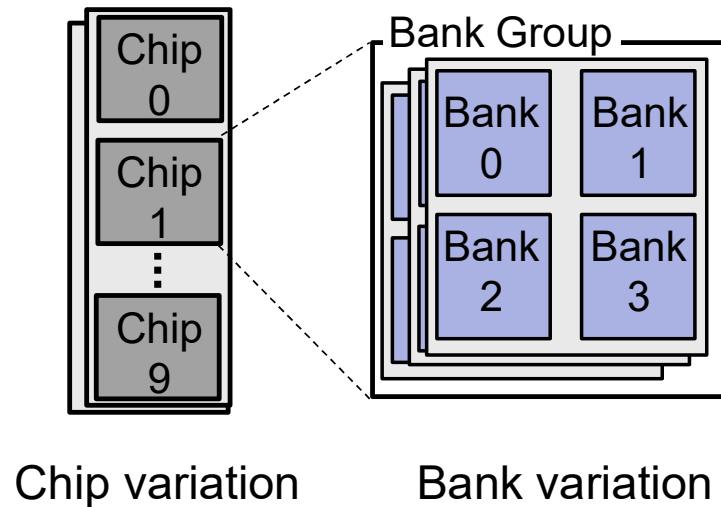 Chip
0
Chip
1
⋮
Chip
9
Bank Group
Bank
0
Bank
1
Bank
2
Bank
3
Chip variation
Bank variation